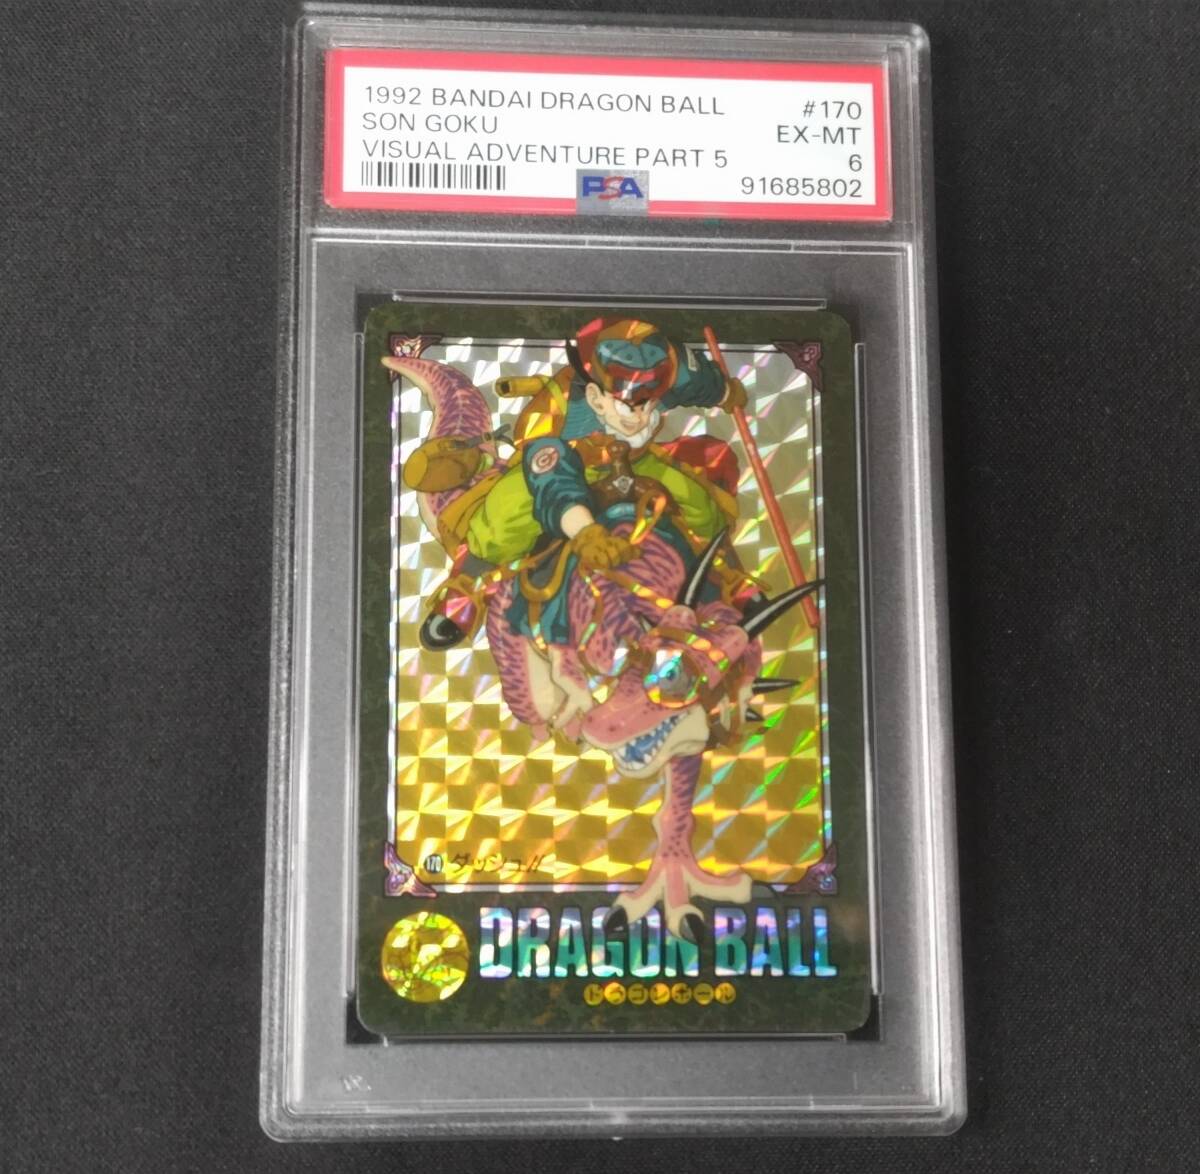 1992 BANDAI DRAGON BALL #170
SON GOKU EX-MT
VISUAL ADVENTURE PART 5 6
PSA 91685802
170 ダッシュ!!
DRAGON BALL
ドラゴンボール